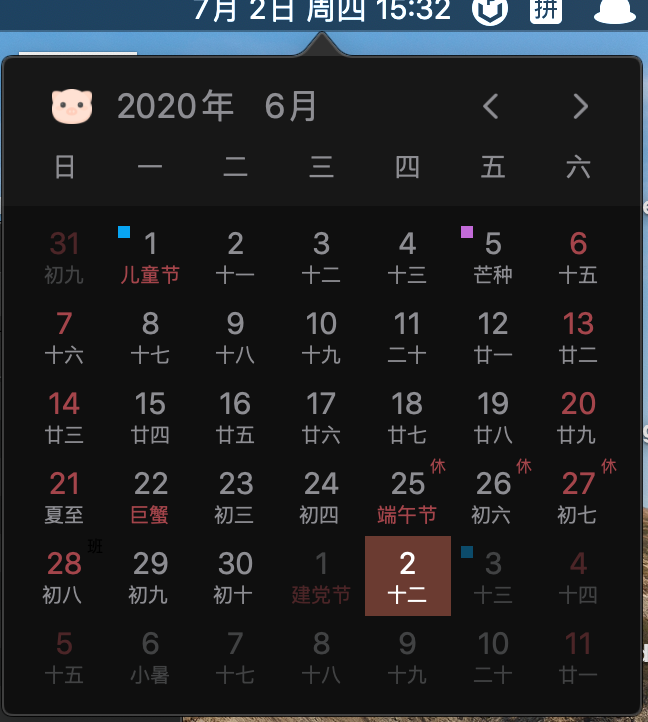 7月 2日 周四 15:32 拼
2020年 6月
日 一 二 三 四 五 六
31 1 2 3 4 5 6
初九 儿童节 十一 十二 十三 芒种 十五
7 8 9 10 11 12 13
十六 十七 十八 十九 二十 廿一 廿二
14 15 16 17 18 19 20
廿三 廿四 廿五 廿六 廿七 廿八 廿九
21 22 23 24 25 休 26 休 27 休
夏至 巨蟹 初三 初四 端午节 初六 初七
28 班 29 30 1 2 3 4
初八 初九 初十 建党节 十二 十三 十四
5 6 7 8 9 10 11
十五 小暑 十七 十八 十九 二十 廿一